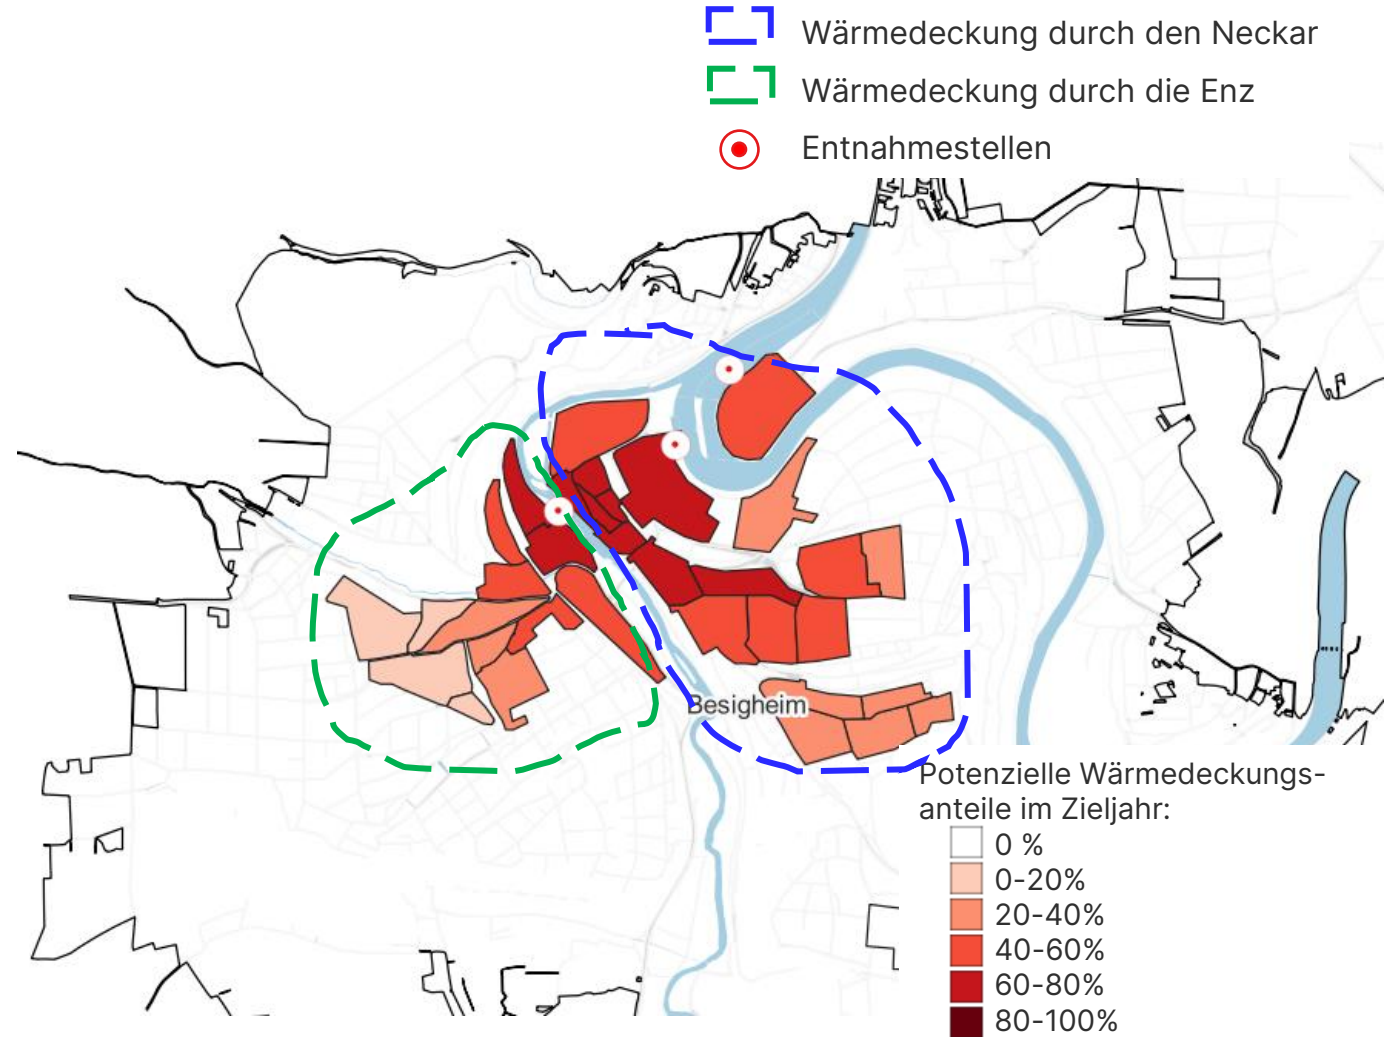 Wärmedeckung durch den Neckar
Wärmedeckung durch die Enz
Entnahmestellen
Besigheim
Potenzielle Wärmedeckungs-
anteile im Zieljahr:
0 %
0-20%
20-40%
40-60%
60-80%
80-100%